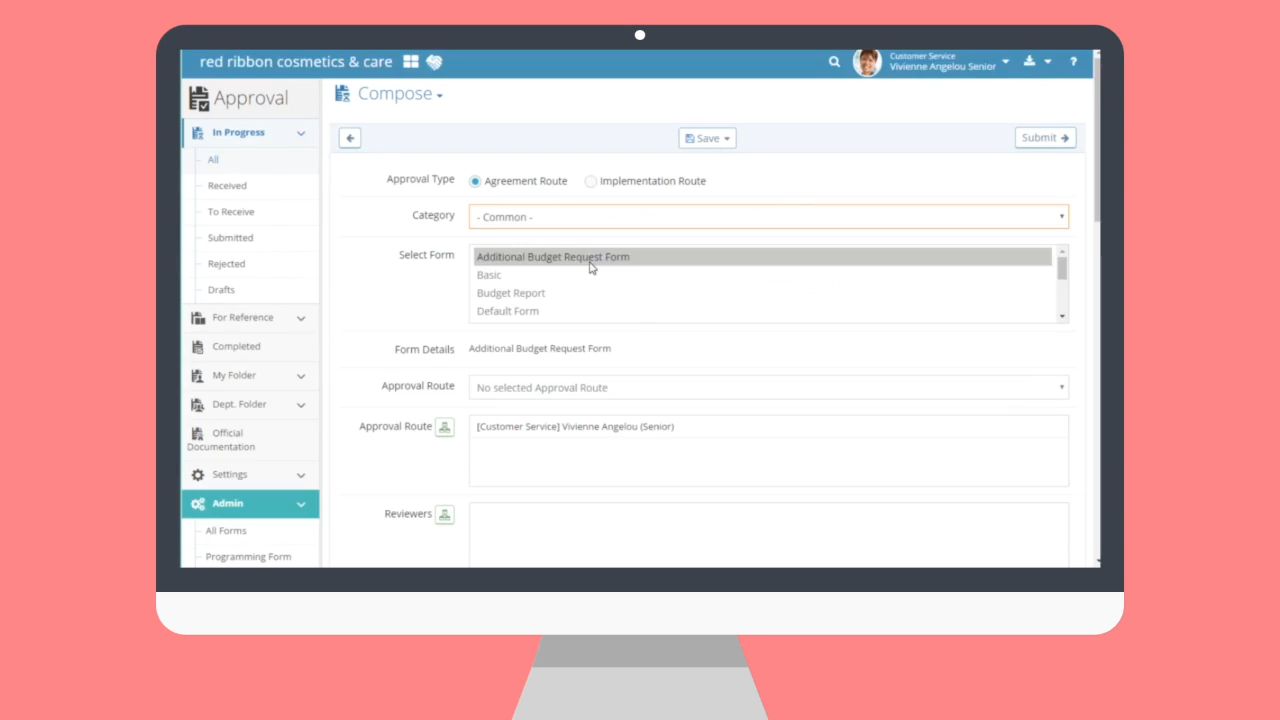 red ribbon cosmetics & care
Customer Service
Vivienne Angelou Senior
?
Approval
In Progress
All
Received
To Receive
Submitted
Rejected
Drafts
For Reference
Completed
My Folder
Dept. Folder
Official
Documentation
Settings
Admin
All Forms
Programming Form
Compose
Save
Submit
Approval Type
Agreement Route
Implementation Route
Category
- Common -
Select Form
Additional Budget Request Form
Basic
Budget Report
Default Form
Form Details
Additional Budget Request Form
Approval Route
No selected Approval Route
Approval Route
[Customer Service] Vivienne Angelou (Senior)
Reviewers